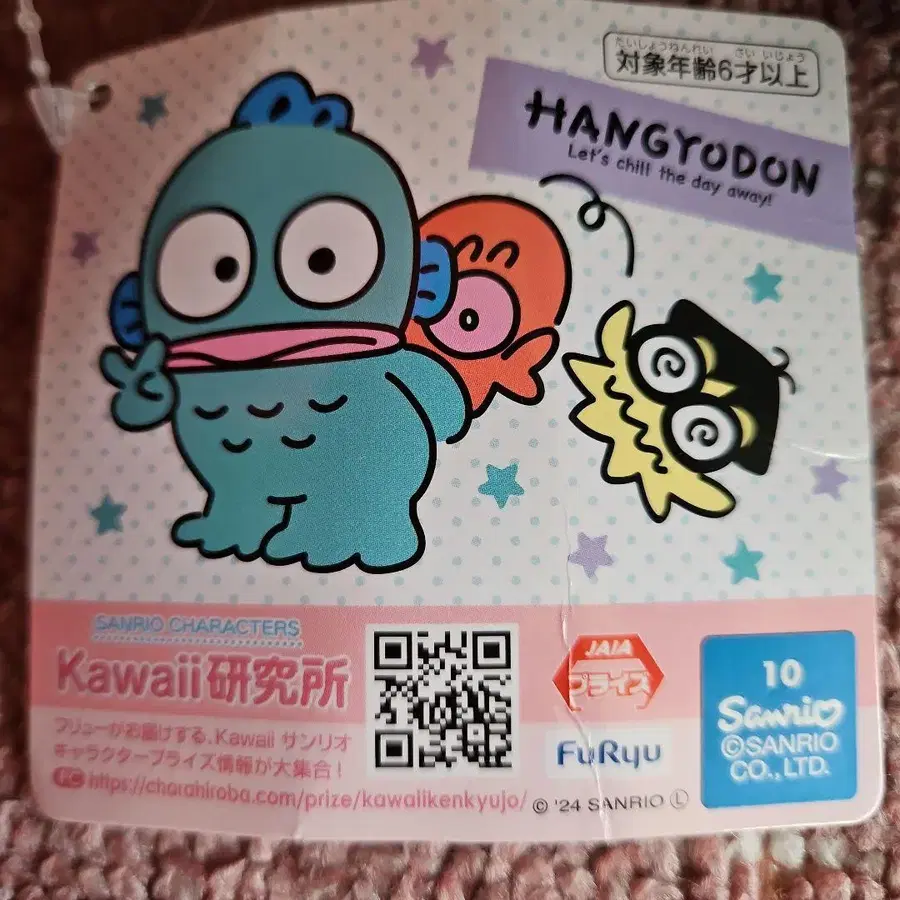 たいしょうねんれい さいいじょう
対象年齢6才以上
HANGYODON
Let's chill the day away!
SANRIO CHARACTERS
Kawaii研究所
フリューがお届けする、Kawaii サンリオ
キャラクタープライズ情報が大集合!
PC https://charahiroba.com/prize/kawaiikenkyujo/
JAIA
プライズ
FuRyu
© '24 SANRIO Ⓛ
10
Sanrio
©SANRIO
CO.,LTD.